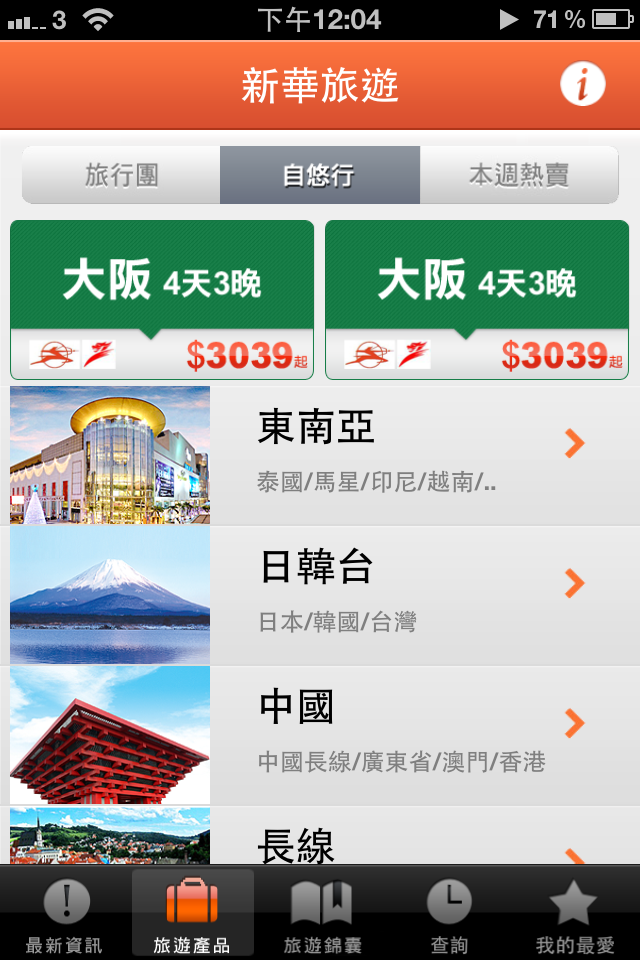 3 下午12:04 71 %
新華旅遊
旅行團 自悠行 本週熱賣
大阪 4天3晚 大阪 4天3晚
$3039起 $3039起
東南亞
泰國/馬星/印尼/越南/..
日韓台
日本/韓國/台灣
中國
中國長線/廣東省/澳門/香港
長線
最新資訊 旅遊產品 旅遊錦囊 查詢 我的最愛